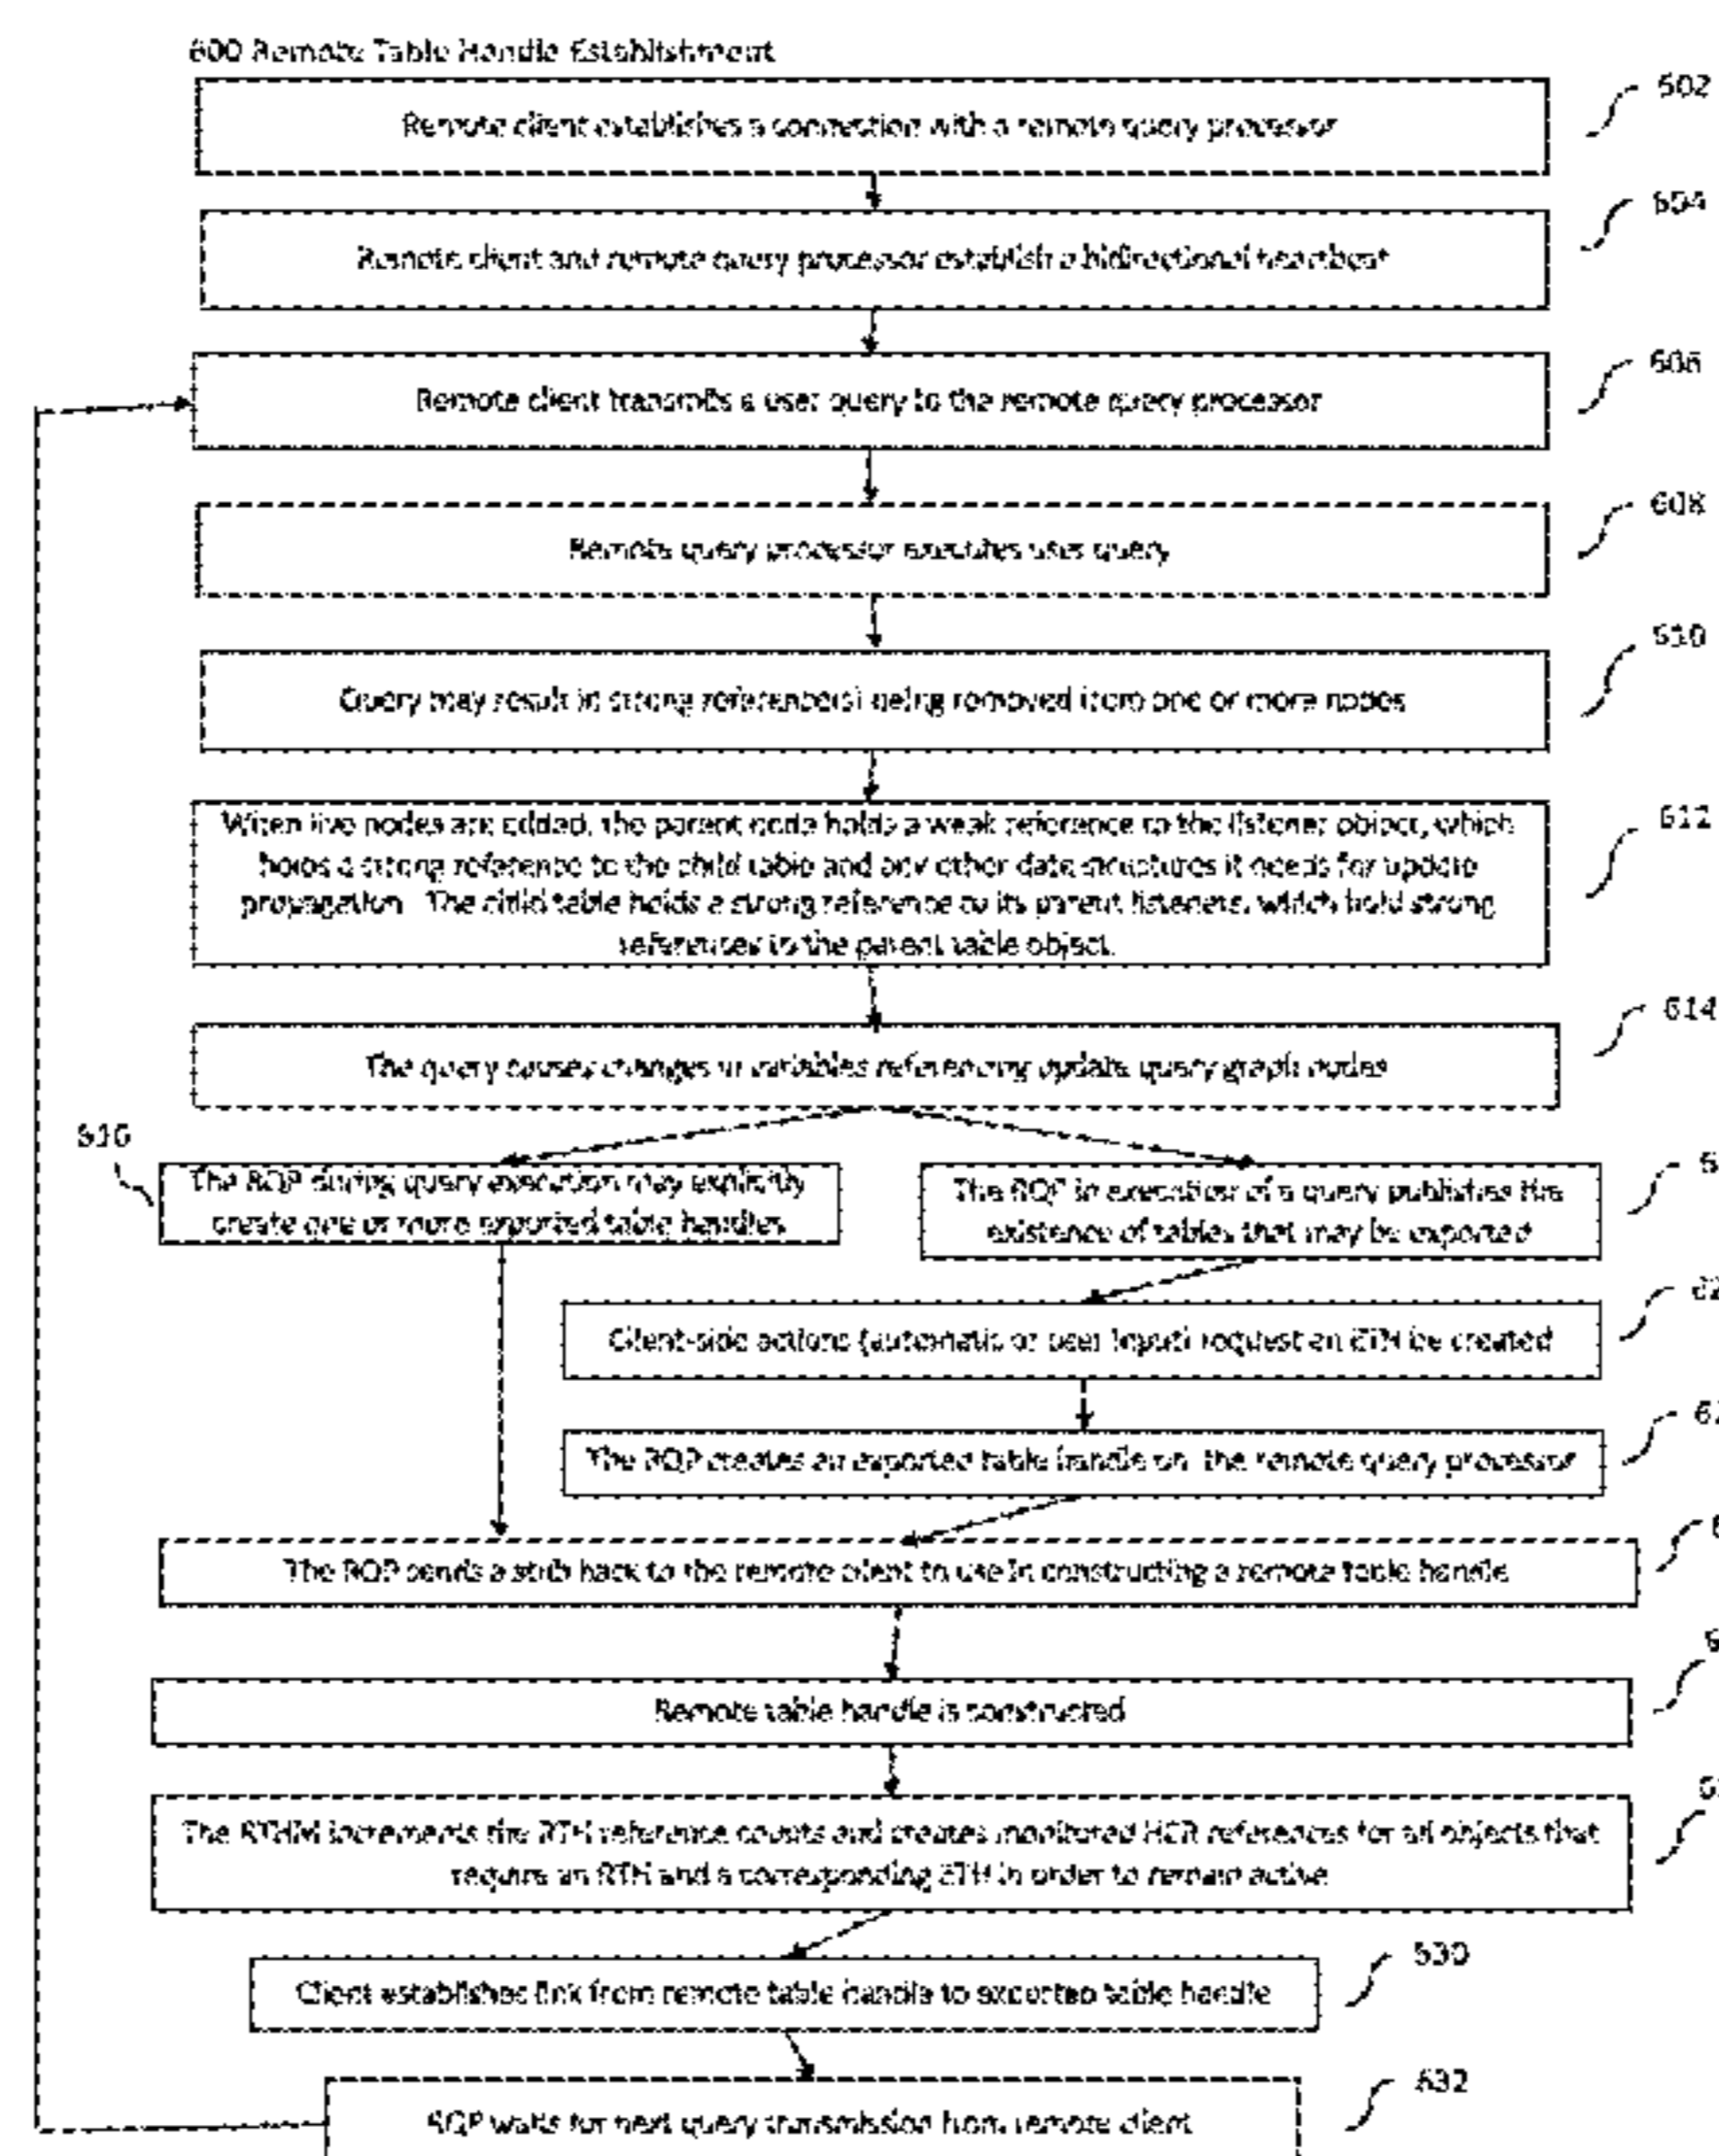 600 Remote Table Handle Establishment
602
Remote client establishes a connection with a remote query processor
604
Remote client and remote query processor establish a bidirectional heartbeat
606
Remote client transmits a user query to the remote query processor
608
Remote query processor executes user query
610
Query may result in strong reference(s) being removed from one or more nodes
612
When live nodes are added, the parent node holds a weak reference to the listener object, which
holds a strong reference to the child table and any other data structures it needs for update
propagation. The child table holds a strong reference to its parent listeners, which hold strong
references to the parent table object.
614
The query causes changes in variables referencing update query graph nodes
616
The RQP during query execution may explicitly
create one or more exported table handles
6
The RQP in execution of a query publishes the
existence of tables that may be exported
62
Client-side actions (automatic or user input) request an ETH be created
62
The RQP creates an exported table handle on the remote query processor
6
The RQP sends a stub back to the remote client to use in constructing a remote table handle
6
Remote table handle is constructed
62
The RTHM increments the RTH reference counts and creates monitored HCR references for all objects that
require an RTH and a corresponding ETH in order to remain active
630
Client establishes link from remote table handle to exported table handle
632
RQP waits for next query transmission from remote client